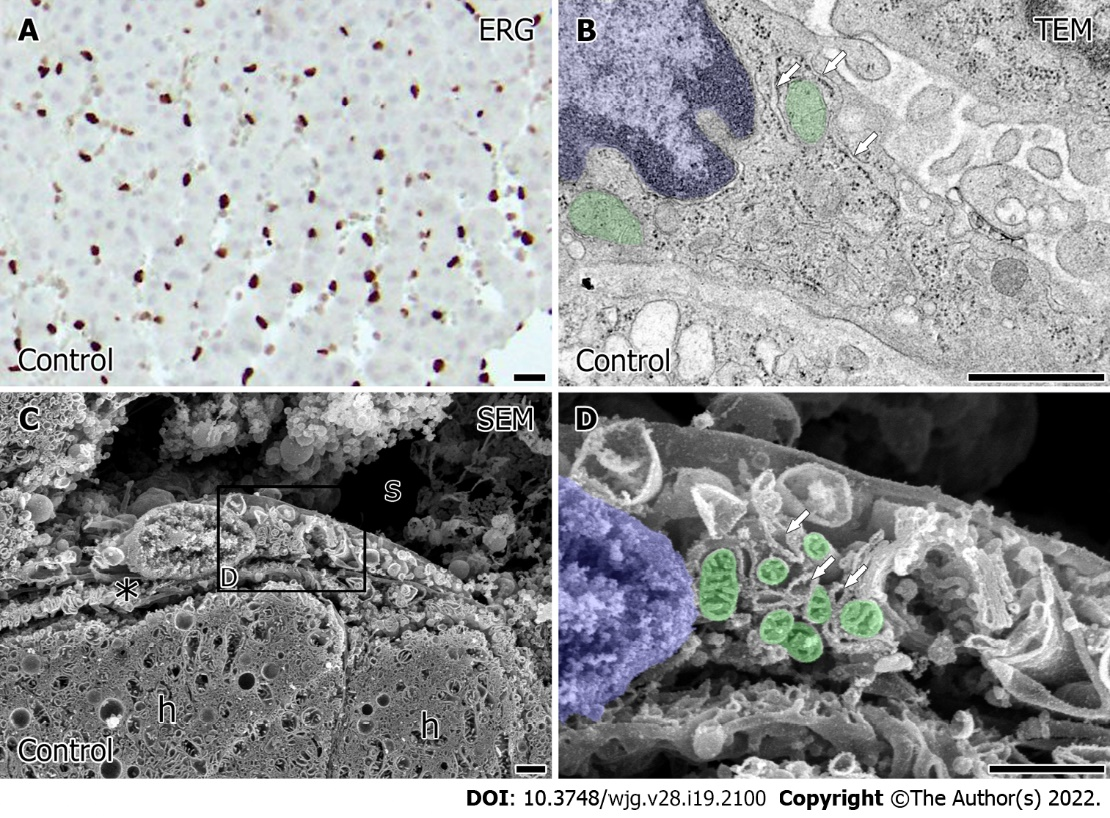 A ERG
Control
B TEM
Control
C SEM
S
*
D
h
h
Control
D
DOI: 10.3748/wjg.v28.i19.2100 Copyright ©The Author(s) 2022.